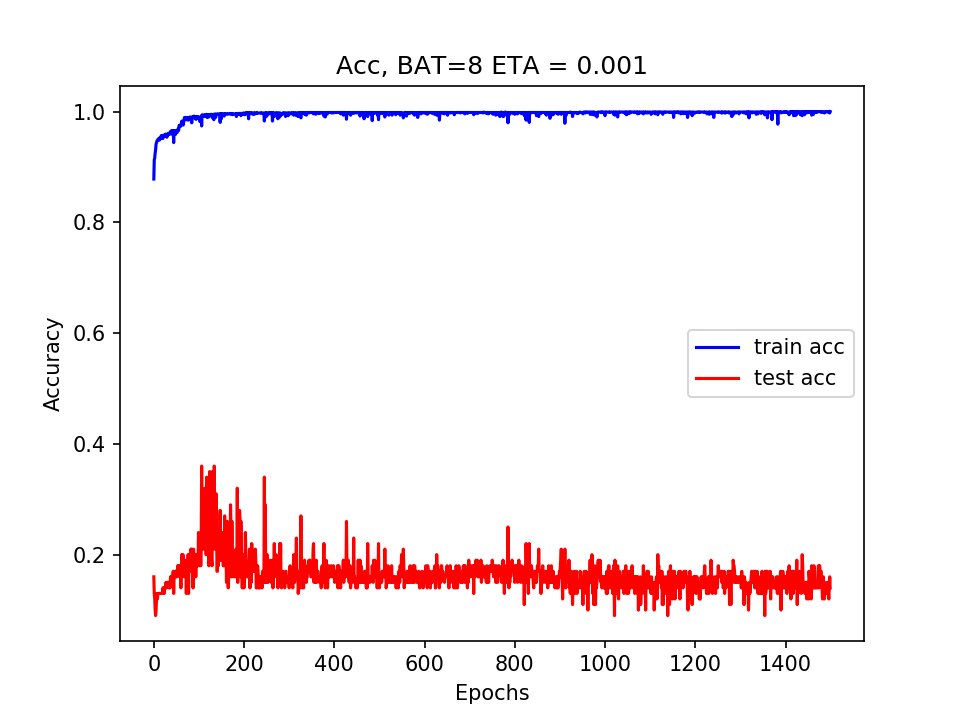 Acc, BAT=8 ETA = 0.001
1.0
0.8
0.6
0.4
0.2
Accuracy
train acc
test acc
0 200 400 600 800 1000 1200 1400
Epochs